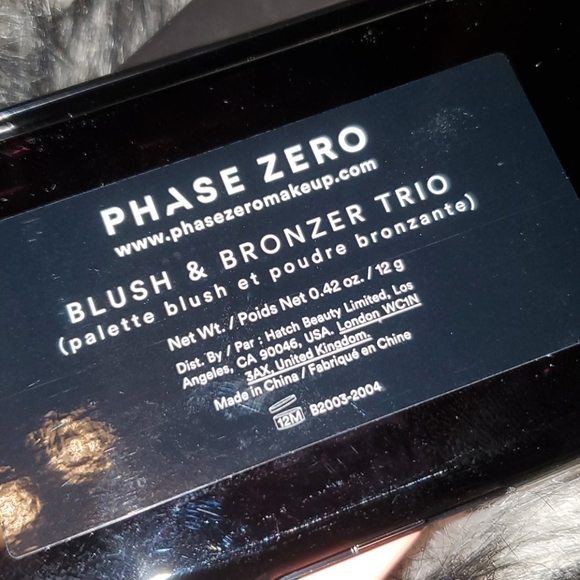 PHASE ZERO
www.phasezeromakeup.com
BLUSH & BRONZER TRIO
(palette blush et poudre bronzante)
Net Wt. / Poids Net 0.42 oz. / 12 g
Dist. By / Par : Hatch Beauty Limited, Los
Angeles, CA 90046, USA. London WC1N
3AX, United Kingdom.
Made in China / Fabriqué en Chine
12M B2003-2004